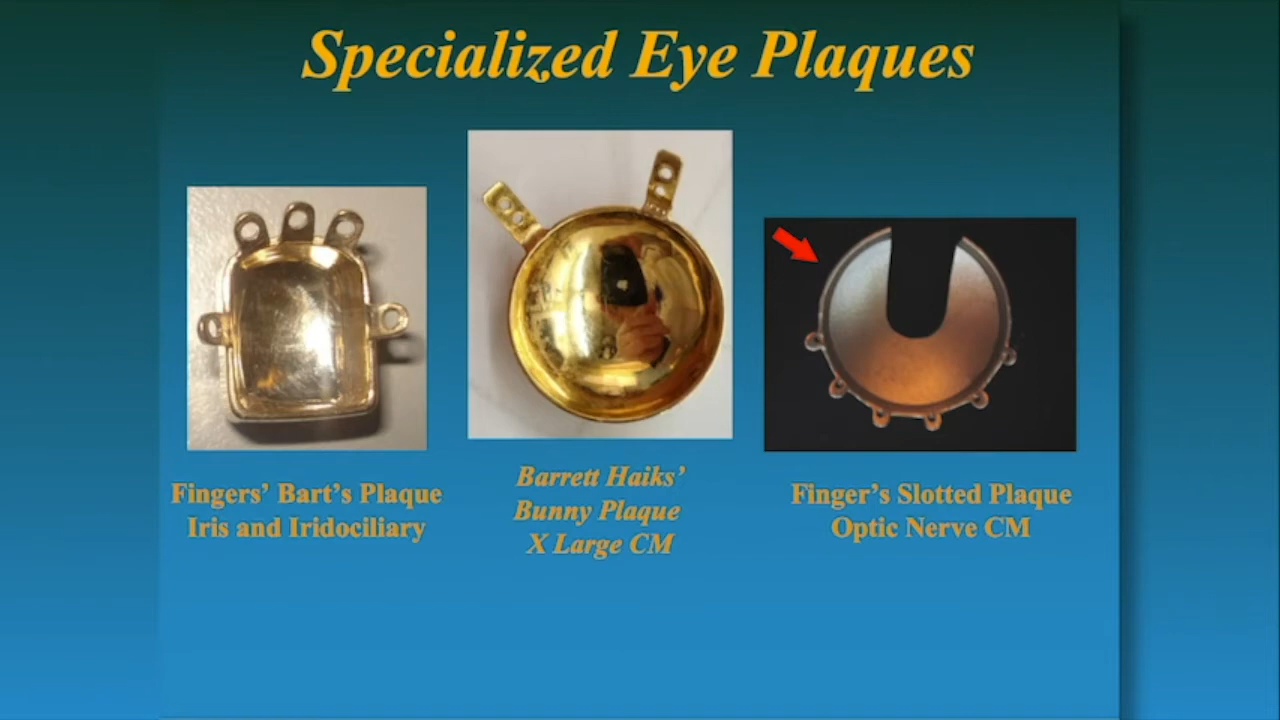 Specialized Eye Plaques
Fingers’ Bart’s Plaque
Iris and Iridociliary
Barrett Haiks’
Bunny Plaque
X Large CM
Finger’s Slotted Plaque
Optic Nerve CM